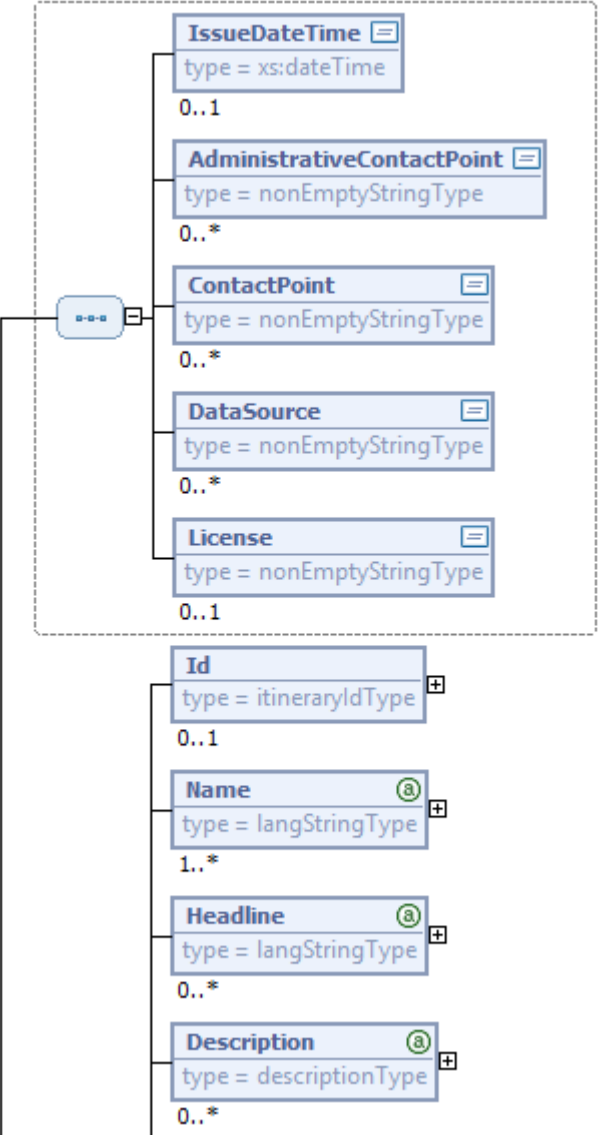 IssueDateTime
type = xs:dateTime
0..1
AdministrativeContactPoint
type = nonEmptyStringType
0..*
ContactPoint
type = nonEmptyStringType
0..*
DataSource
type = nonEmptyStringType
0..*
License
type = nonEmptyStringType
0..1
Id
type = itineraryIdType
0..1
Name a
type = langStringType
1..*
Headline a
type = langStringType
0..*
Description a
type = descriptionType
0..*